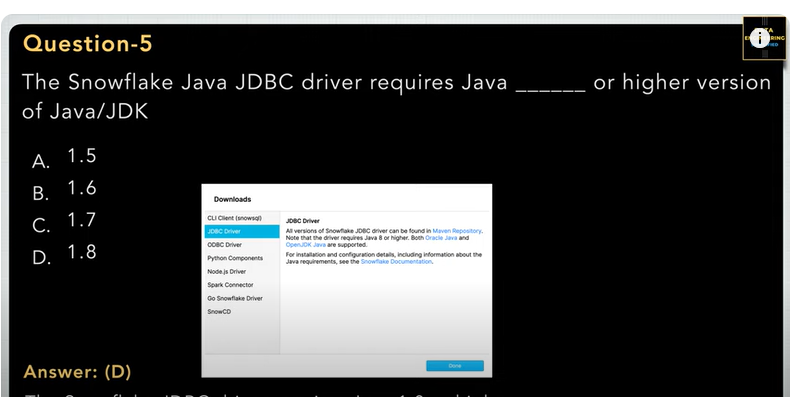 Question-5
The Snowflake Java JDBC driver requires Java ______ or higher version
of Java/JDK
A. 1.5
B. 1.6
C. 1.7
D. 1.8
Downloads
CLI Client (snowsql)
JDBC Driver
ODBC Driver
Python Components
Node.js Driver
Spark Connector
Go Snowflake Driver
SnowCD
JDBC Driver
All versions of Snowflake JDBC driver can be found in Maven Repository.
Note that the driver requires Java 8 or higher. Both Oracle Java and
OpenJDK Java are supported.
For installation and configuration details, including information about the
Java requirements, see the Snowflake Documentation.
Done
Answer: (D)